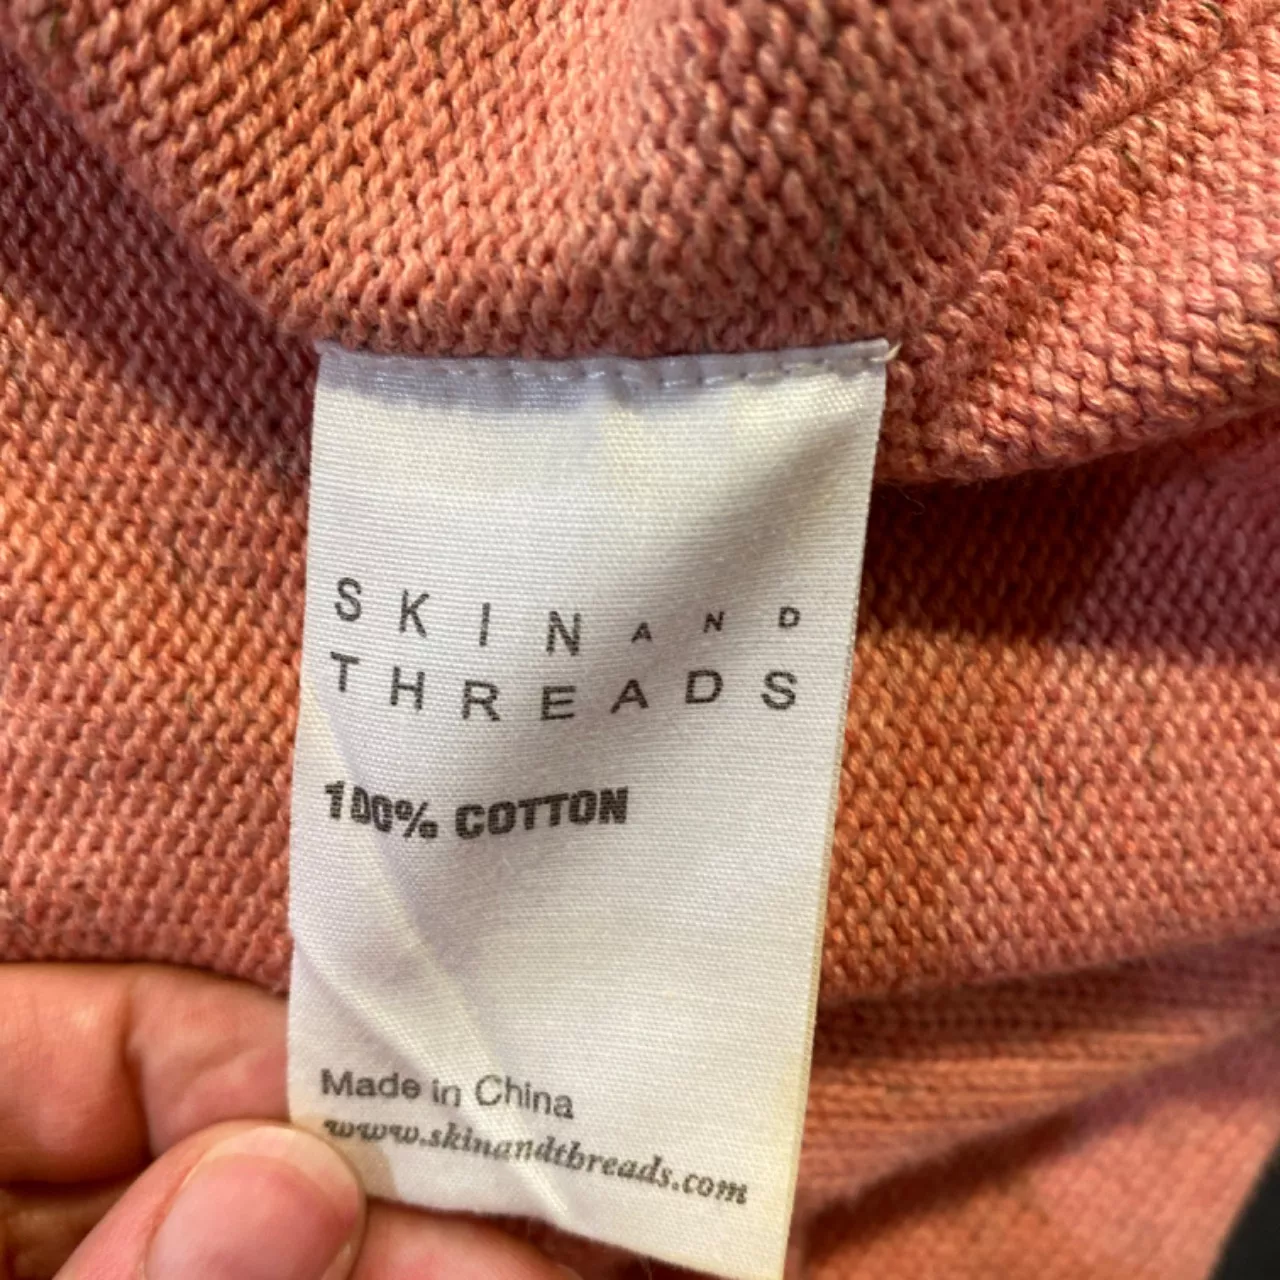 SKIN AND
THREADS
100% COTTON
Made in China
www.skinandthreads.com